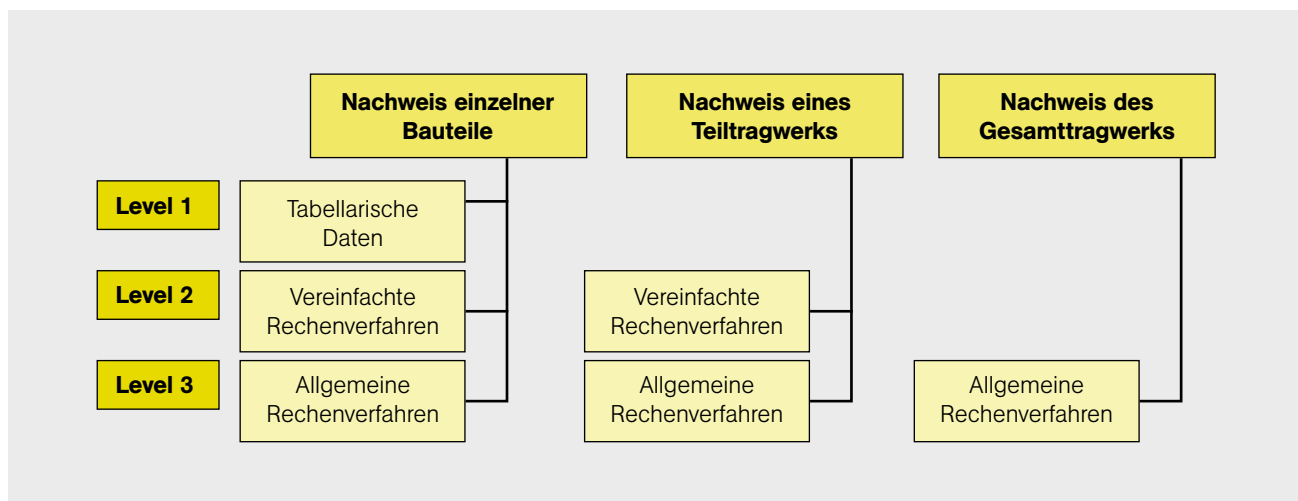 Nachweis einzelner
Bauteile
Nachweis eines
Teiltragwerks
Nachweis des
Gesamttragwerks
Level 1
Tabellarische
Daten
Level 2
Vereinfachte
Rechenverfahren
Vereinfachte
Rechenverfahren
Level 3
Allgemeine
Rechenverfahren
Allgemeine
Rechenverfahren
Allgemeine
Rechenverfahren